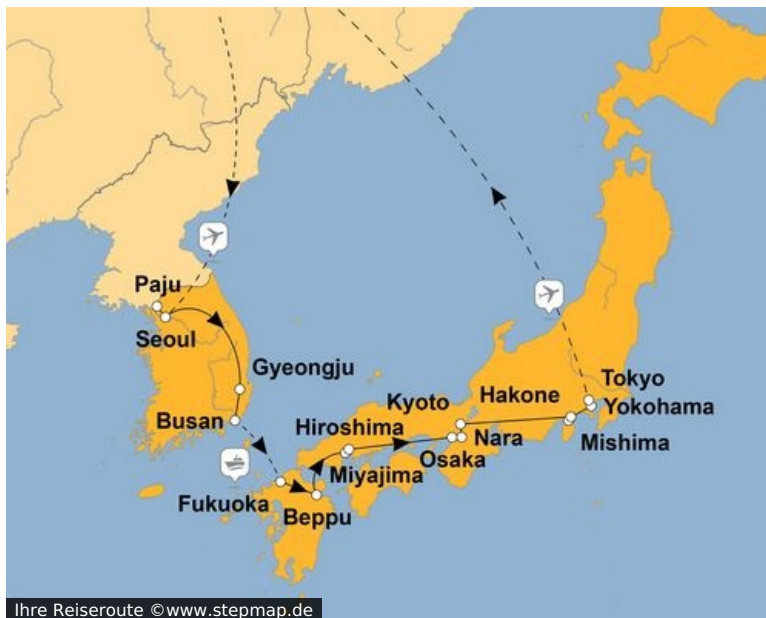 Paju
Seoul
Gyeongju
Busan
Tokyo
Kyoto
Hakone
Yokohama
Hiroshima
Nara
Mishima
Osaka
Miyajima
Fukuoka
Beppu
Ihre Reiseroute ©www.stepmap.de